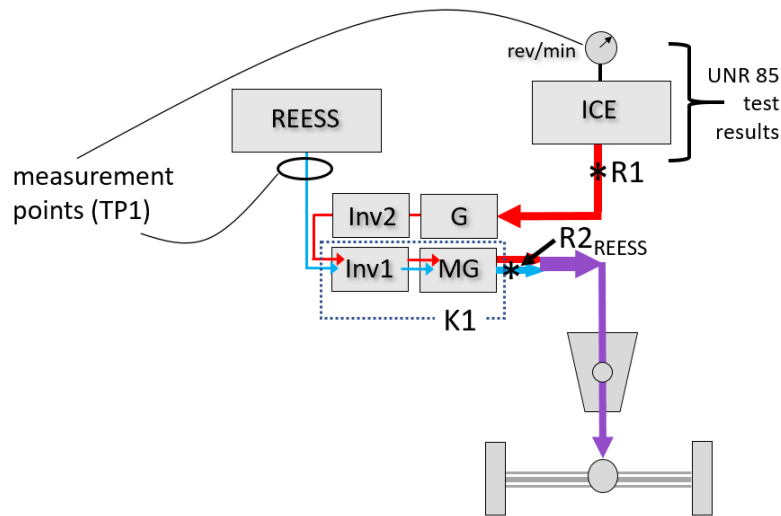 rev/min
UNR 85
test
results
ICE
REESS
R1
measurement
points (TP1)
Inv2
G
R2REESS
Inv1
MG
K1